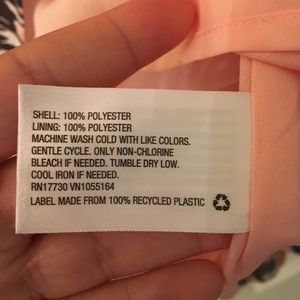 SHELL: 100% POLYESTER
LINING: 100% POLYESTER
MACHINE WASH COLD WITH LIKE COLORS.
GENTLE CYCLE. ONLY NON-CHLORINE
BLEACH IF NEEDED. TUMBLE DRY LOW.
COOL IRON IF NEEDED.
RN17730 VN1055164
LABEL MADE FROM 100% RECYCLED PLASTIC